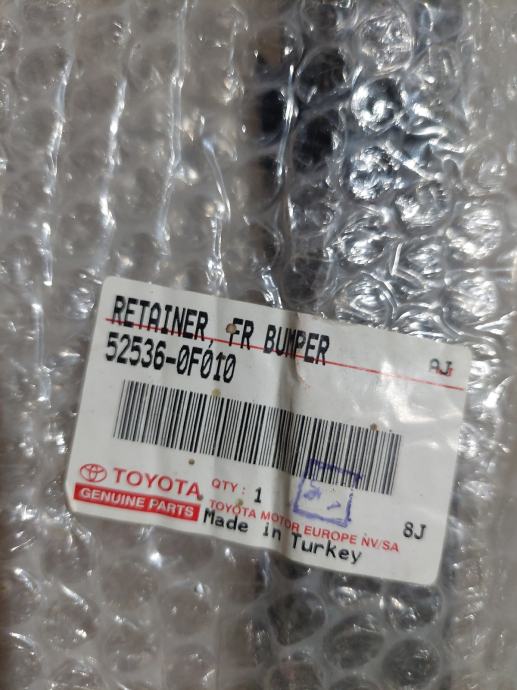 RETAINER, FR BUMPER
AJ
52536-0F010
TOYOTA
GENUINE PARTS
QTY : 1
TOYOTA MOTOR EUROPE NV/SA
Made in Turkey
8J